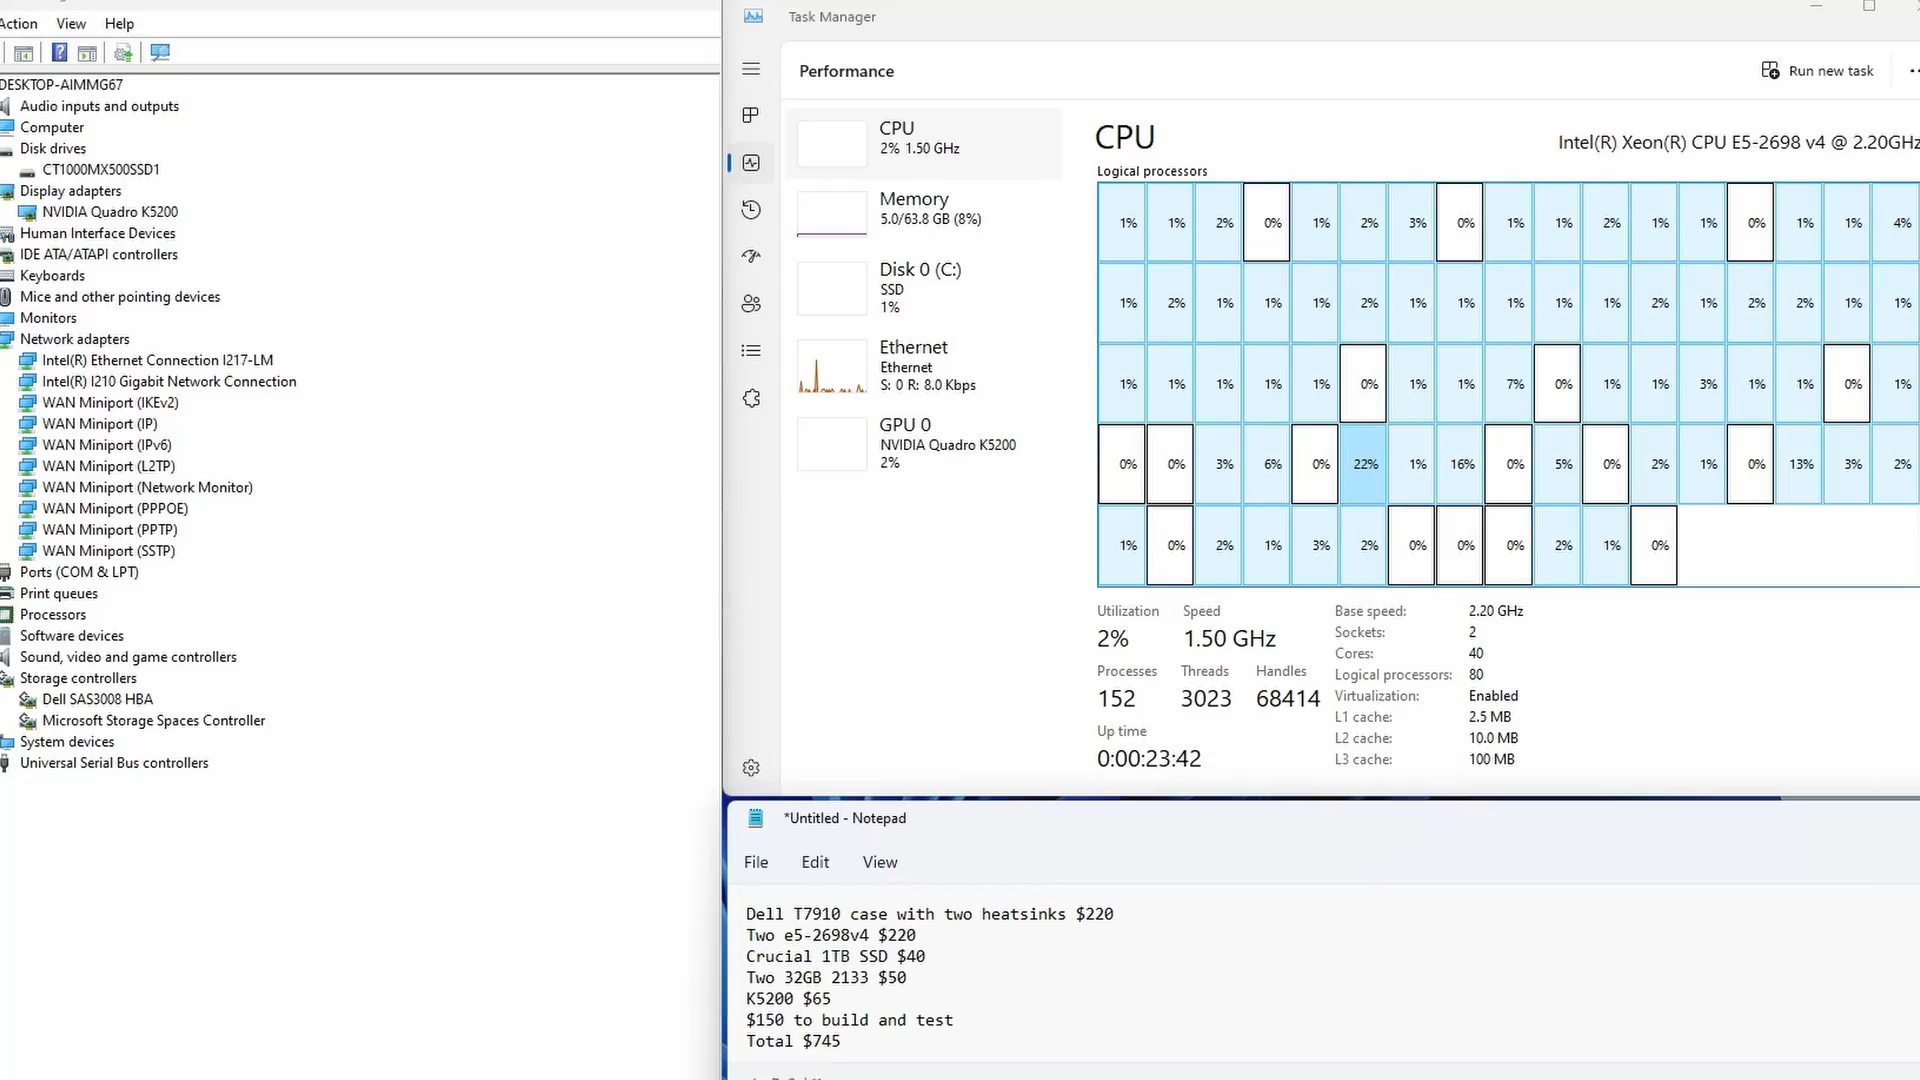 Action View Help
DESKTOP-AIMMG67
Audio inputs and outputs
Computer
Disk drives
CT1000MX500SSD1
Display adapters
NVIDIA Quadro K5200
Human Interface Devices
IDE ATA/ATAPI controllers
Keyboards
Mice and other pointing devices
Monitors
Network adapters
Intel(R) Ethernet Connection I217-LM
Intel(R) I210 Gigabit Network Connection
WAN Miniport (IKEv2)
WAN Miniport (IP)
WAN Miniport (IPv6)
WAN Miniport (L2TP)
WAN Miniport (Network Monitor)
WAN Miniport (PPPOE)
WAN Miniport (PPTP)
WAN Miniport (SSTP)
Ports (COM & LPT)
Print queues
Processors
Software devices
Sound, video and game controllers
Storage controllers
Dell SAS3008 HBA
Microsoft Storage Spaces Controller
System devices
Universal Serial Bus controllers
Task Manager
Performance
Run new task
CPU
2% 1.50 GHz
Memory
5.0/63.8 GB (8%)
Disk 0 (C:)
SSD
1%
Ethernet
Ethernet
S: 0 R: 8.0 Kbps
GPU 0
NVIDIA Quadro K5200
2%
CPU
Intel(R) Xeon(R) CPU E5-2698 v4 @ 2.20GHz
Logical processors
1% 1% 2% 0% 1% 2% 3% 0% 1% 1% 2% 1% 1% 0% 1% 1% 4%
1% 2% 1% 1% 1% 2% 1% 1% 1% 1% 1% 2% 1% 2% 2% 1% 1%
1% 1% 1% 1% 1% 0% 1% 1% 7% 0% 1% 1% 3% 1% 1% 0% 1%
0% 0% 3% 6% 0% 22% 1% 16% 0% 5% 0% 2% 1% 0% 13% 3% 2%
1% 0% 2% 1% 3% 2% 0% 0% 0% 2% 1% 0%
Utilization Speed
2% 1.50 GHz
Processes Threads Handles
152 3023 68414
Up time
0:00:23:42
Base speed: 2.20 GHz
Sockets: 2
Cores: 40
Logical processors: 80
Virtualization: Enabled
L1 cache: 2.5 MB
L2 cache: 10.0 MB
L3 cache: 100 MB
*Untitled - Notepad
File Edit View
Dell T7910 case with two heatsinks $220
Two e5-2698v4 $220
Crucial 1TB SSD $40
Two 32GB 2133 $50
K5200 $65
$150 to build and test
Total $745